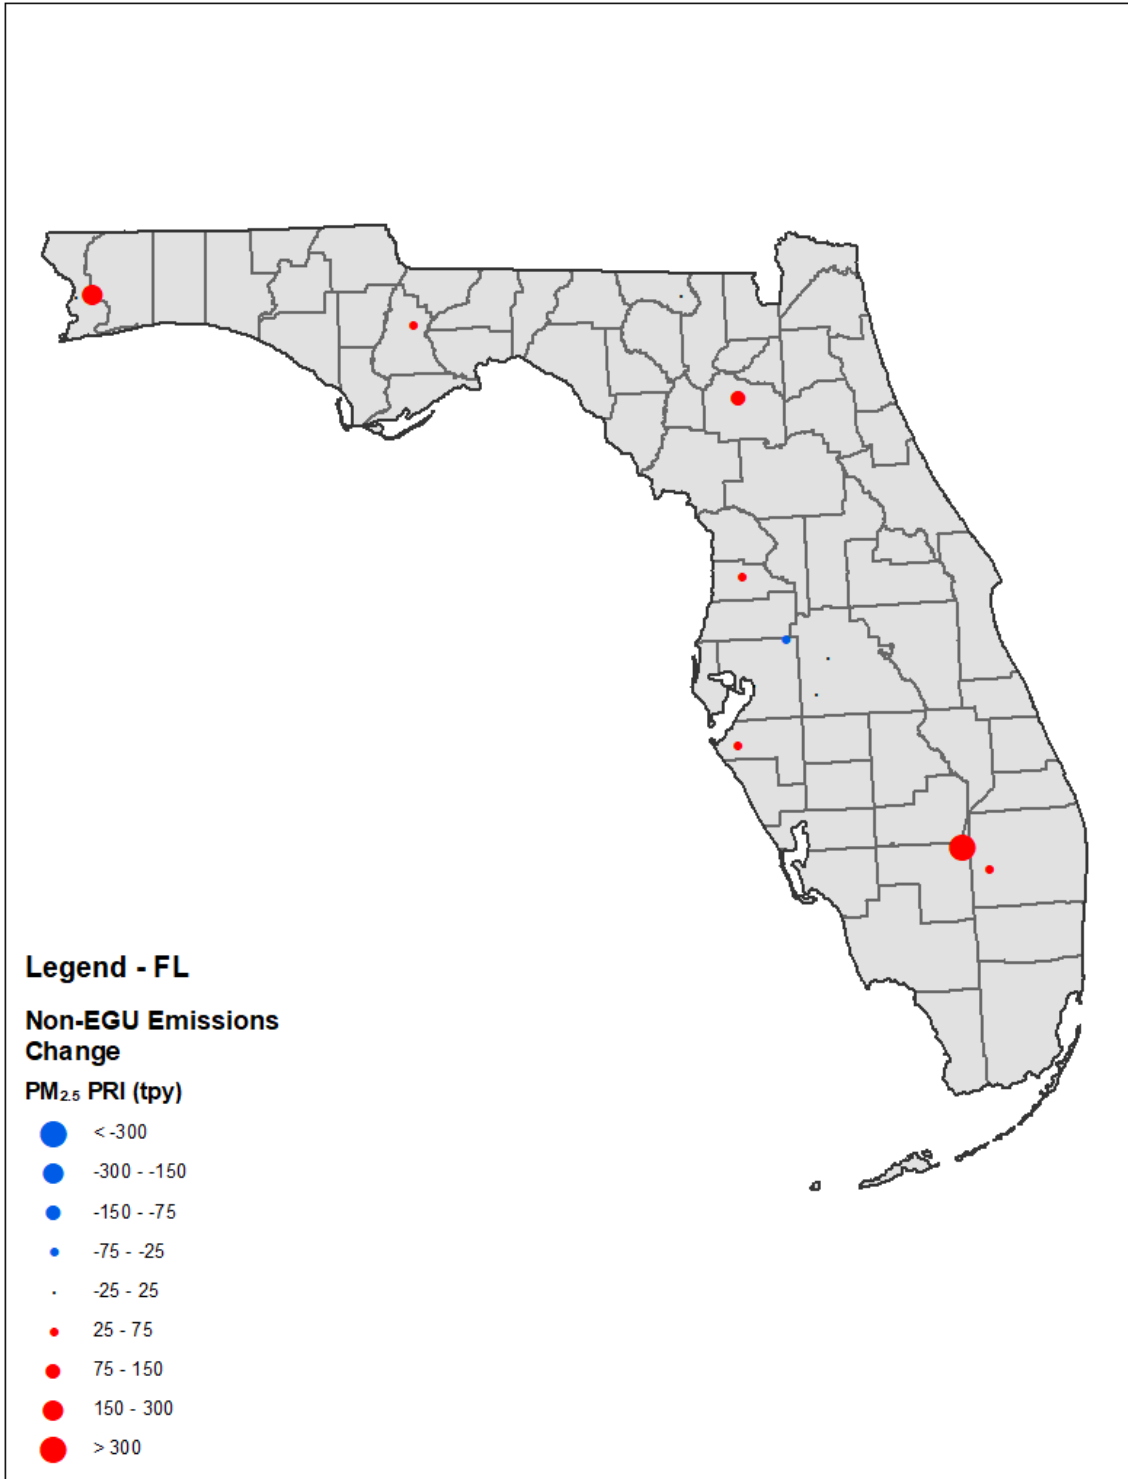 Legend - FL
Non-EGU Emissions
Change
PM2.5 PRI (tpy)
< -300
-300 - -150
-150 - -75
-75 - -25
-25 - 25
25 - 75
75 - 150
150 - 300
> 300